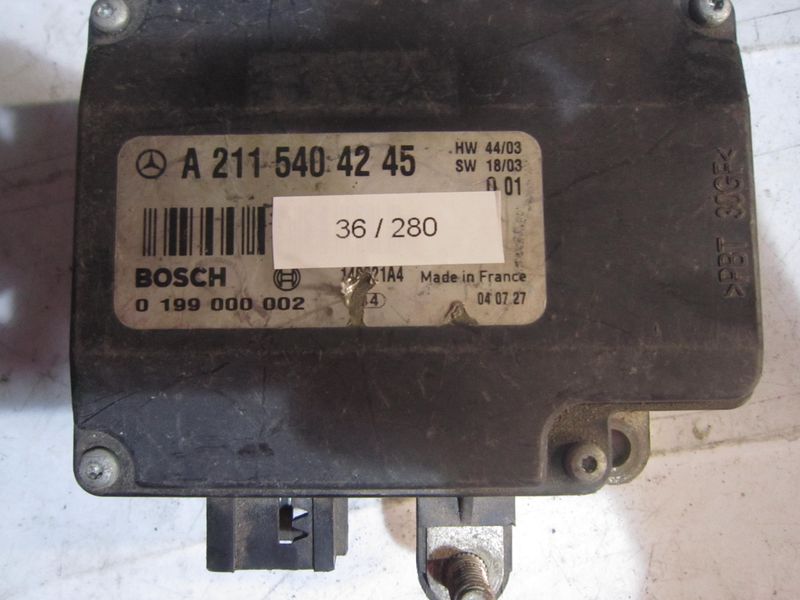 A 211 540 42 45
HW 44/03
SW 18/03
01
36 / 280
BOSCH
Made in France
0 199 000 002
04 07 27
>PBT 30GF<